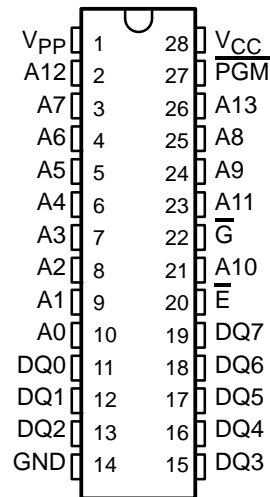 VPP 1 28 VCC
A12 2 27 PGM
A7 3 26 A13
A6 4 25 A8
A5 5 24 A9
A4 6 23 A11
A3 7 22 G
A2 8 21 A10
A1 9 20 E
A0 10 19 DQ7
DQ0 11 18 DQ6
DQ1 12 17 DQ5
DQ2 13 16 DQ4
GND 14 15 DQ3